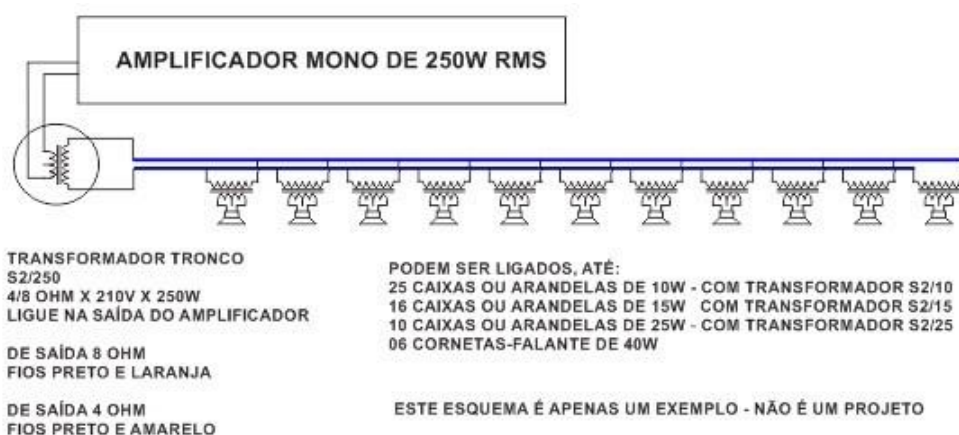 AMPLIFICADOR MONO DE 250W RMS
TRANSFORMADOR TRONCO
S2/250
4/8 OHM X 210V X 250W
LIGUE NA SAÍDA DO AMPLIFICADOR
DE SAÍDA 8 OHM
FIOS PRETO E LARANJA
DE SAÍDA 4 OHM
FIOS PRETO E AMARELO
PODEM SER LIGADOS, ATÉ:
25 CAIXAS OU ARANDELAS DE 10W - COM TRANSFORMADOR S2/10
16 CAIXAS OU ARANDELAS DE 15W COM TRANSFORMADOR S2/15
10 CAIXAS OU ARANDELAS DE 25W - COM TRANSFORMADOR S2/25
06 CORNETAS-FALANTE DE 40W
ESTE ESQUEMA É APENAS UM EXEMPLO - NÃO É UM PROJETO